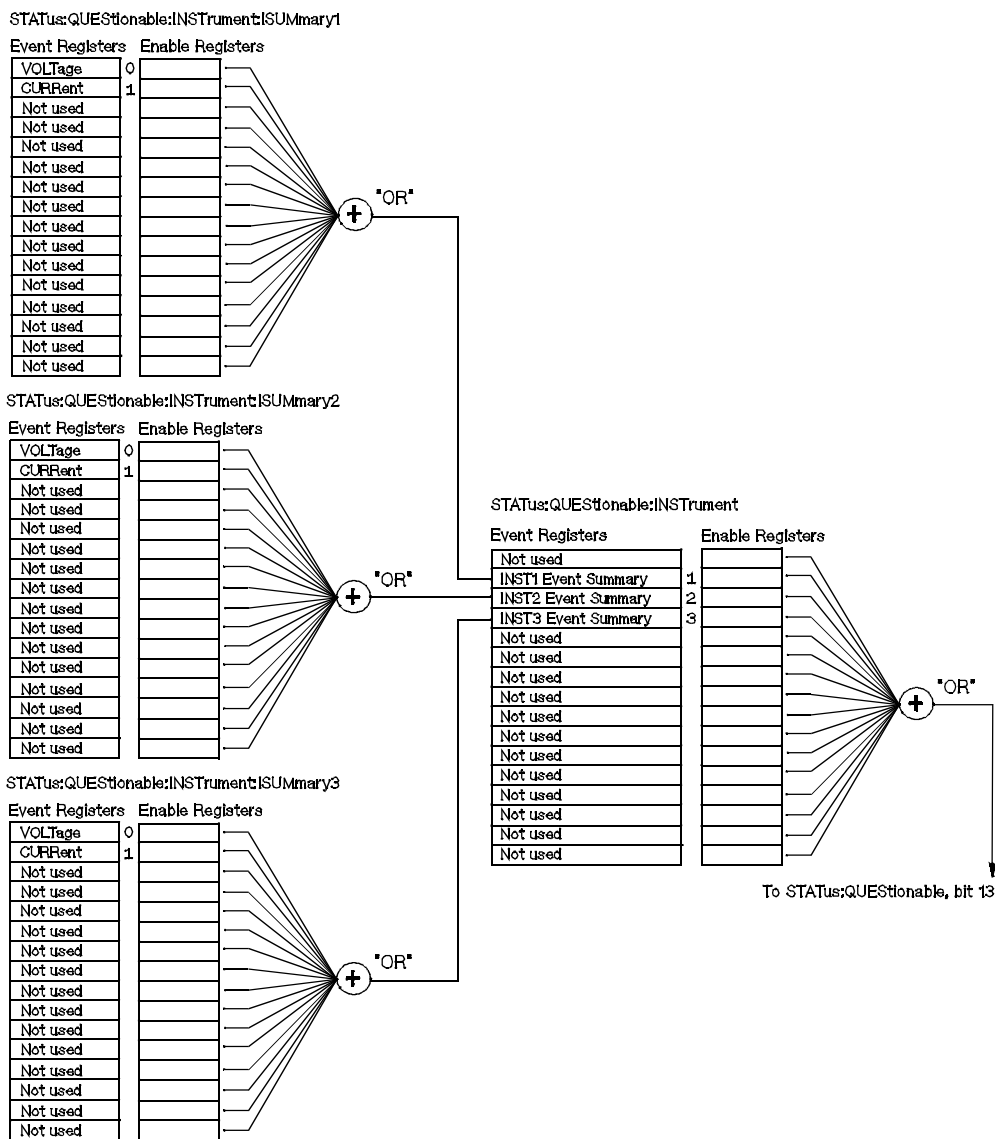 STATus:QUEStionable:INSTrument:ISUMmary1
Event Registers Enable Registers
VOLTage 0
CURRent 1
Not used
Not used
Not used
Not used
Not used
Not used
Not used
Not used
Not used
Not used
Not used
Not used
Not used
Not used
"OR"
STATus:QUEStionable:INSTrument:ISUMmary2
Event Registers Enable Registers
VOLTage 0
CURRent 1
Not used
Not used
Not used
Not used
Not used
Not used
Not used
Not used
Not used
Not used
Not used
Not used
Not used
Not used
"OR"
STATus:QUEStionable:INSTrument:ISUMmary3
Event Registers Enable Registers
VOLTage 0
CURRent 1
Not used
Not used
Not used
Not used
Not used
Not used
Not used
Not used
Not used
Not used
Not used
Not used
Not used
Not used
"OR"
STATus:QUEStionable:INSTrument
Event Registers Enable Registers
Not used
INST1 Event Summary 1
INST2 Event Summary 2
INST3 Event Summary 3
Not used
Not used
Not used
Not used
Not used
Not used
Not used
Not used
Not used
Not used
Not used
Not used
"OR"
To STATus:QUEStionable, bit 13